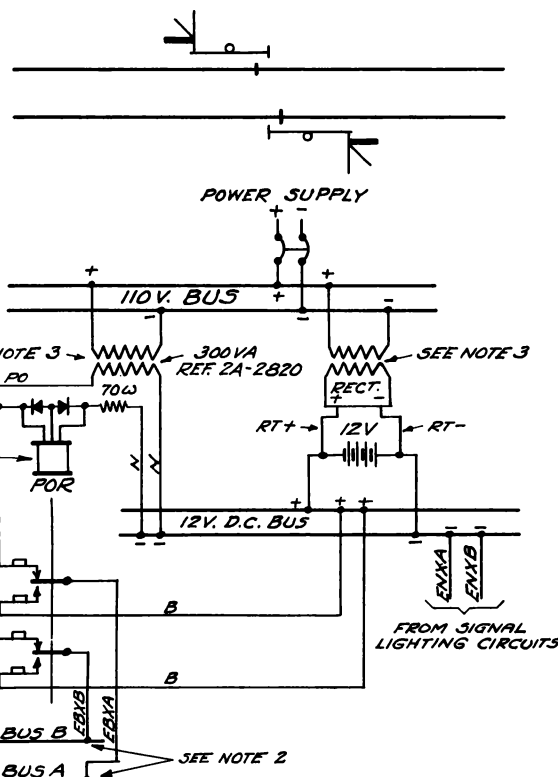 POWER SUPPLY
+ -
+ +
+
110 V. BUS
-
- -
NOTE 3
300VA
REF. 2A-2820
SEE NOTE 3
PO
70ω
RECT.
+ -
RT+
12V
RT-
POR
+ + +
12V. D.C. BUS
- - - - -
ENXA
ENXB
B
FROM SIGNAL
LIGHTING CIRCUITS
B
EBXB
EBXA
BUS B
SEE NOTE 2
BUS A